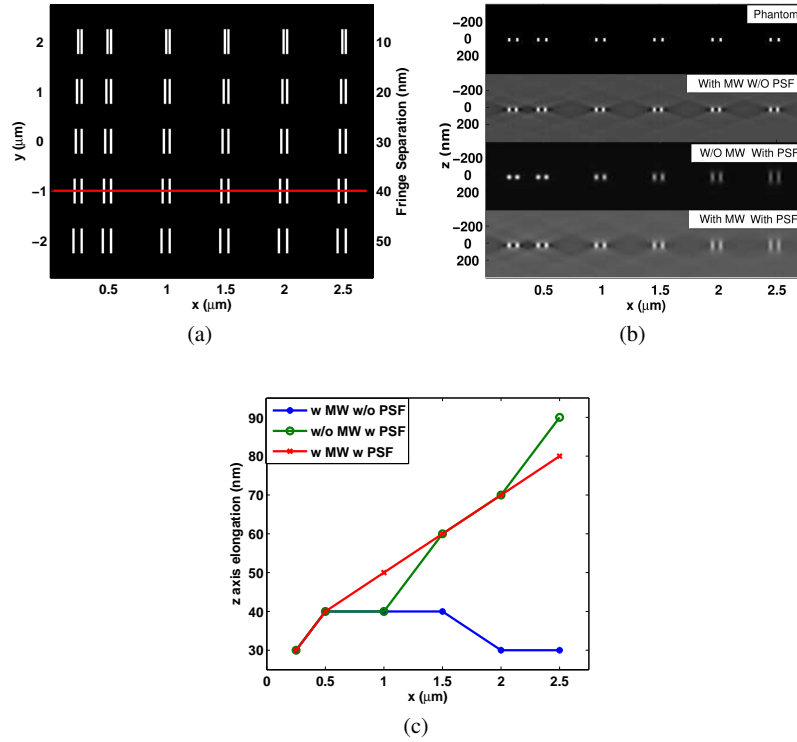 2
1
0
−1
−2
y (μm)
10
20
30
40
50
Fringe Separation (nm)
0.5 1 1.5 2 2.5
x (μm)
(a)
Phantom
−200
0
200
With MW W/O PSF
−200
0
200
W/O MW With PSF
−200
0
200
With MW With PSF
−200
0
200
z (nm)
0.5 1 1.5 2 2.5
x (μm)
(b)
w MW w/o PSF
w/o MW w PSF
w MW w PSF
90
80
70
60
50
40
30
z axis elongation (nm)
0 0.5 1 1.5 2 2.5
x (μm)
(c)